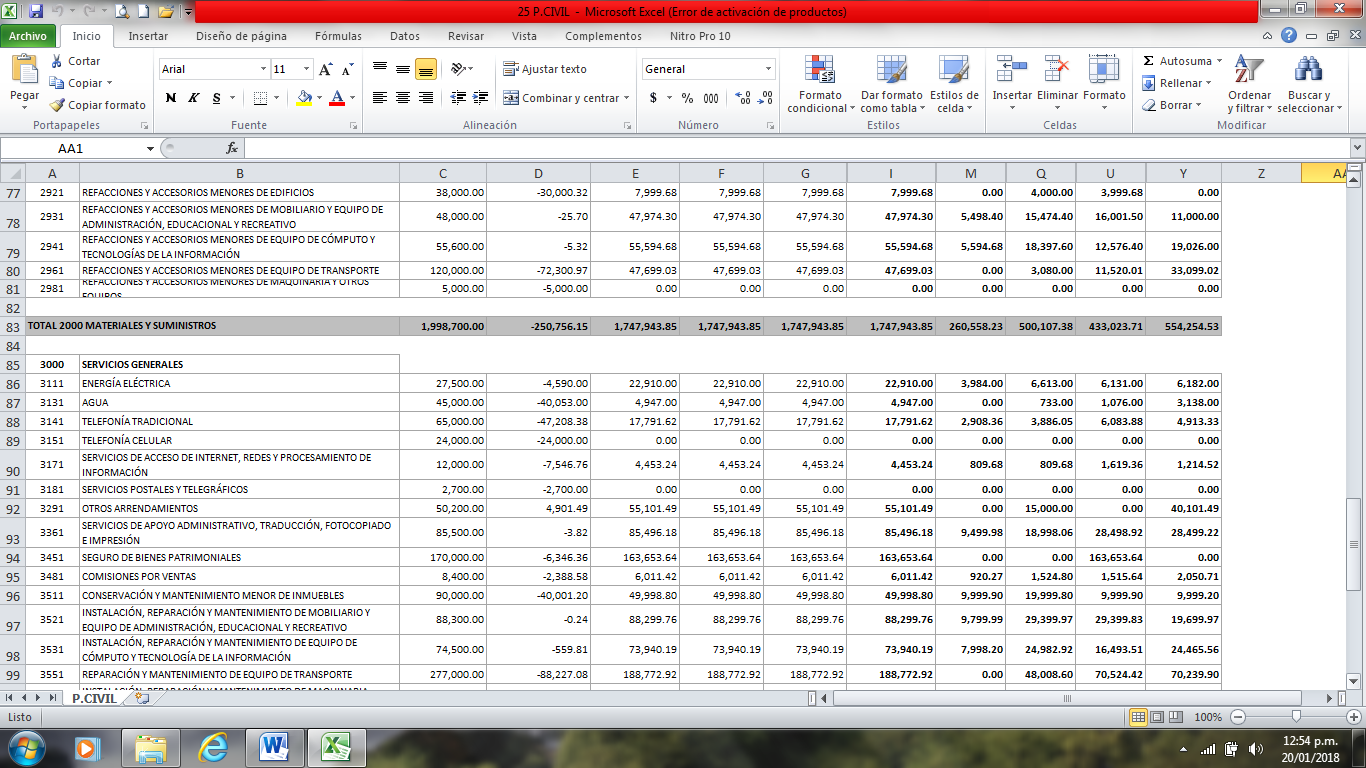 25 P.CIVIL - Microsoft Excel (Error de activación de productos)
Archivo Inicio Insertar Diseño de página Fórmulas Datos Revisar Vista Complementos Nitro Pro 10
Pegar
Cortar
Copiar
Copiar formato
Portapapeles
Arial 11
N K S
Fuente
Ajustar texto
Combinar y centrar
Alineación
General
$ % 000
Número
Formato condicional
Dar formato como tabla
Estilos de celda
Estilos
Insertar Eliminar Formato
Celdas
Σ Autosuma
Rellenar
Borrar
Ordenar y filtrar
Buscar y seleccionar
Modificar
AA1 fx
A B C D E F G I M Q U Y Z AA
77 2921 REFACCIONES Y ACCESORIOS MENORES DE EDIFICIOS 38,000.00 -30,000.32 7,999.68 7,999.68 7,999.68 7,999.68 0.00 4,000.00 3,999.68 0.00
78 2931 REFACCIONES Y ACCESORIOS MENORES DE MOBILIARIO Y EQUIPO DE ADMINISTRACIÓN, EDUCACIONAL Y RECREATIVO 48,000.00 -25.70 47,974.30 47,974.30 47,974.30 47,974.30 5,498.40 15,474.40 16,001.50 11,000.00
79 2941 REFACCIONES Y ACCESORIOS MENORES DE EQUIPO DE CÓMPUTO Y TECNOLOGÍAS DE LA INFORMACIÓN 55,600.00 -5.32 55,594.68 55,594.68 55,594.68 55,594.68 5,594.68 18,397.60 12,576.40 19,026.00
80 2961 REFACCIONES Y ACCESORIOS MENORES DE EQUIPO DE TRANSPORTE 120,000.00 -72,300.97 47,699.03 47,699.03 47,699.03 47,699.03 0.00 3,080.00 11,520.01 33,099.02
81 2981 REFACCIONES Y ACCESORIOS MENORES DE MAQUINARIA Y OTROS EQUIPOS 5,000.00 -5,000.00 0.00 0.00 0.00 0.00 0.00 0.00 0.00 0.00
82
83 TOTAL 2000 MATERIALES Y SUMINISTROS 1,998,700.00 -250,756.15 1,747,943.85 1,747,943.85 1,747,943.85 1,747,943.85 260,558.23 500,107.38 433,023.71 554,254.53
84
85 3000 SERVICIOS GENERALES
86 3111 ENERGÍA ELÉCTRICA 27,500.00 -4,590.00 22,910.00 22,910.00 22,910.00 22,910.00 3,984.00 6,613.00 6,131.00 6,182.00
87 3131 AGUA 45,000.00 -40,053.00 4,947.00 4,947.00 4,947.00 4,947.00 0.00 733.00 1,076.00 3,138.00
88 3141 TELEFONÍA TRADICIONAL 65,000.00 -47,208.38 17,791.62 17,791.62 17,791.62 17,791.62 2,908.36 3,886.05 6,083.88 4,913.33
89 3151 TELEFONÍA CELULAR 24,000.00 -24,000.00 0.00 0.00 0.00 0.00 0.00 0.00 0.00 0.00
90 3171 SERVICIOS DE ACCESO DE INTERNET, REDES Y PROCESAMIENTO DE INFORMACIÓN 12,000.00 -7,546.76 4,453.24 4,453.24 4,453.24 4,453.24 809.68 809.68 1,619.36 1,214.52
91 3181 SERVICIOS POSTALES Y TELEGRÁFICOS 2,700.00 -2,700.00 0.00 0.00 0.00 0.00 0.00 0.00 0.00 0.00
92 3291 OTROS ARRENDAMIENTOS 50,200.00 4,901.49 55,101.49 55,101.49 55,101.49 55,101.49 0.00 15,000.00 0.00 40,101.49
93 3361 SERVICIOS DE APOYO ADMINISTRATIVO, TRADUCCIÓN, FOTOCOPIADO E IMPRESIÓN 85,500.00 -3.82 85,496.18 85,496.18 85,496.18 85,496.18 9,499.98 18,998.06 28,498.92 28,499.22
94 3451 SEGURO DE BIENES PATRIMONIALES 170,000.00 -6,346.36 163,653.64 163,653.64 163,653.64 163,653.64 0.00 0.00 163,653.64 0.00
95 3481 COMISIONES POR VENTAS 8,400.00 -2,388.58 6,011.42 6,011.42 6,011.42 6,011.42 920.27 1,524.80 1,515.64 2,050.71
96 3511 CONSERVACIÓN Y MANTENIMIENTO MENOR DE INMUEBLES 90,000.00 -40,001.20 49,998.80 49,998.80 49,998.80 49,998.80 9,999.90 19,999.80 9,999.90 9,999.20
97 3521 INSTALACIÓN, REPARACIÓN Y MANTENIMIENTO DE MOBILIARIO Y EQUIPO DE ADMINISTRACIÓN, EDUCACIONAL Y RECREATIVO 88,300.00 -0.24 88,299.76 88,299.76 88,299.76 88,299.76 9,799.99 29,399.97 29,399.83 19,699.97
98 3531 INSTALACIÓN, REPARACIÓN Y MANTENIMIENTO DE EQUIPO DE CÓMPUTO Y TECNOLOGÍA DE LA INFORMACIÓN 74,500.00 -559.81 73,940.19 73,940.19 73,940.19 73,940.19 7,998.20 24,982.92 16,493.51 24,465.56
99 3551 REPARACIÓN Y MANTENIMIENTO DE EQUIPO DE TRANSPORTE 277,000.00 -88,227.08 188,772.92 188,772.92 188,772.92 188,772.92 0.00 48,008.60 70,524.42 70,239.90
P.CIVIL
Listo 100%
12:54 p.m.
20/01/2018